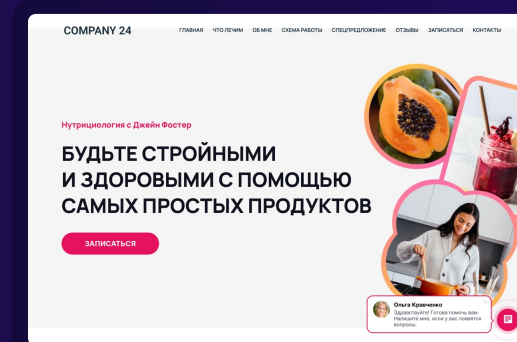 COMPANY 24
ГЛАВНАЯ ЧТО ЛЕЧИМ ОБ МНЕ СХЕМА РАБОТЫ СПЕЦПРЕДЛОЖЕНИЕ ОТЗЫВЫ ЗАПИСАТЬСЯ КОНТАКТЫ
Нутрициология с Джейн Фостер
БУДЬТЕ СТРОЙНЫМИ
И ЗДОРОВЫМИ С ПОМОЩЬЮ
САМЫХ ПРОСТЫХ ПРОДУКТОВ
ЗАПИСАТЬСЯ
Ольга Кравченко
Здравствуйте! Готова помочь вам.
Напишите мне, если у вас появятся
вопросы.